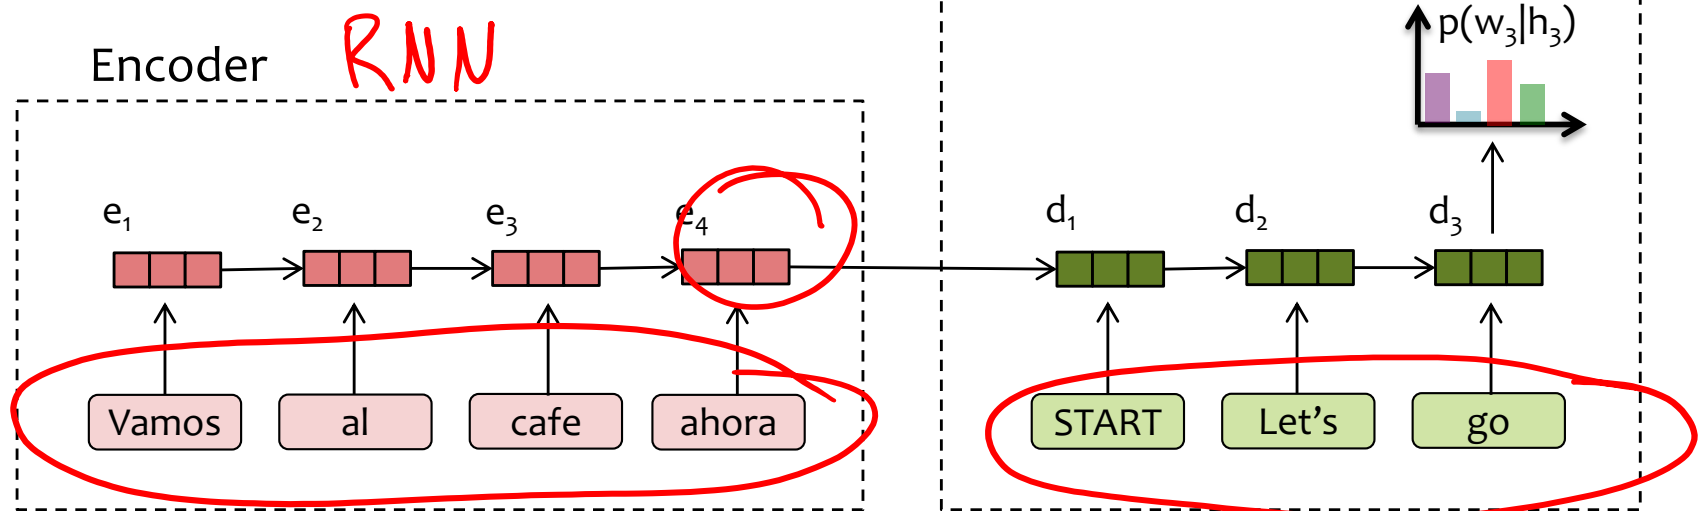 Encoder RNN
p(w₃|h₃)
e₁ e₂ e₃ e₄ d₁ d₂ d₃
Vamos al cafe ahora START Let's go